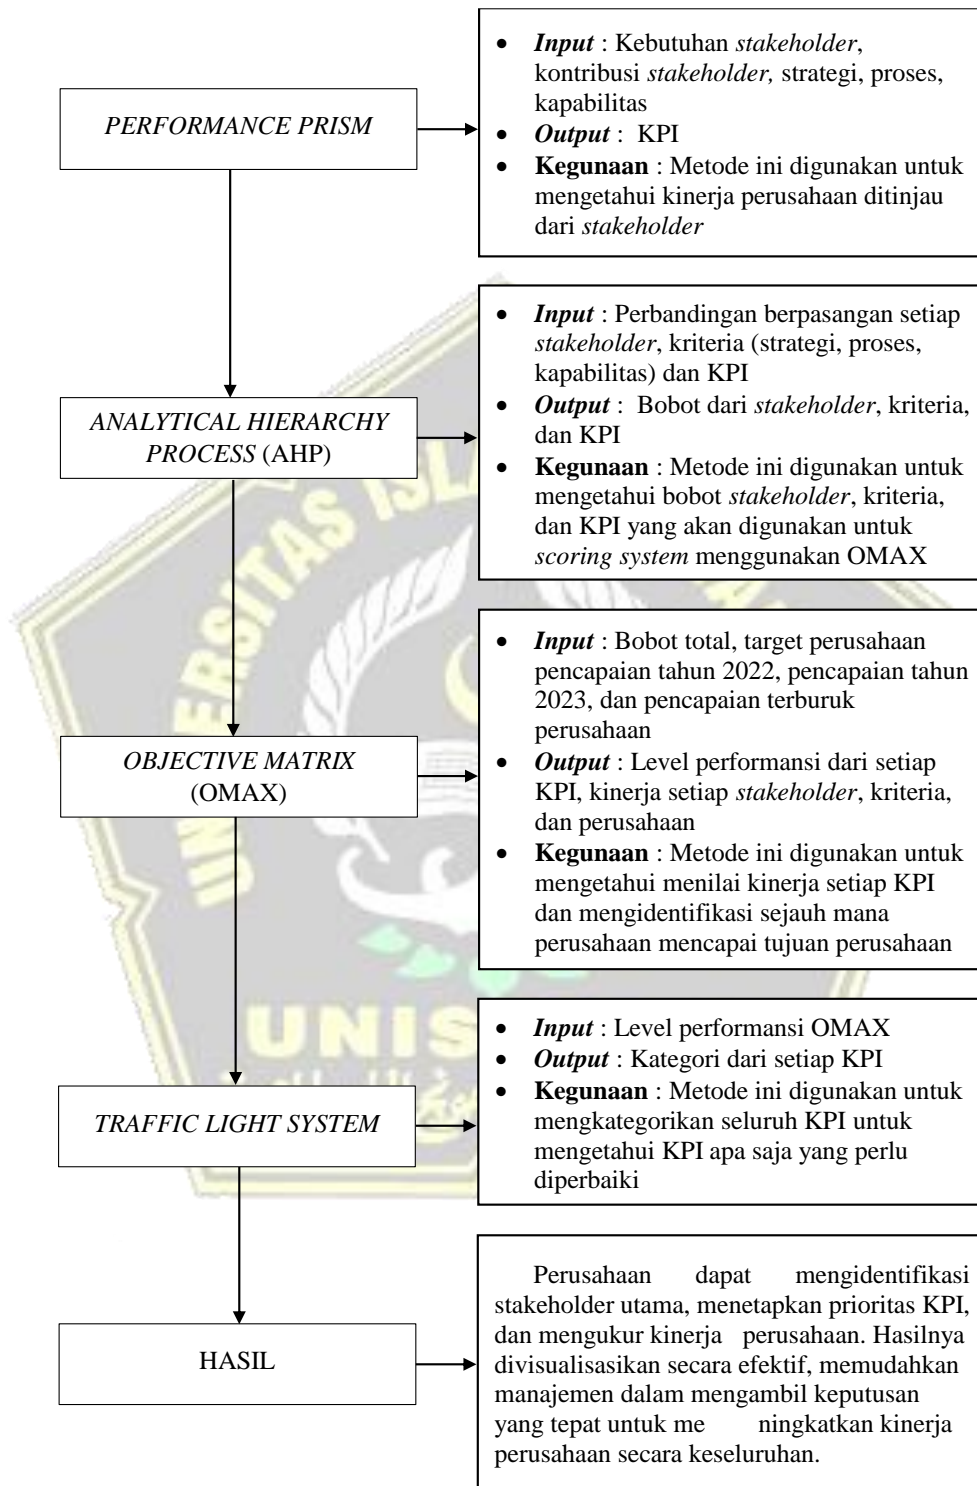 PERFORMANCE PRISM
• Input : Kebutuhan stakeholder,
kontribusi stakeholder, strategi, proses,
kapabilitas
• Output : KPI
• Kegunaan : Metode ini digunakan untuk
mengetahui kinerja perusahaan ditinjau
dari stakeholder
ANALYTICAL HIERARCHY
PROCESS (AHP)
• Input : Perbandingan berpasangan setiap
stakeholder, kriteria (strategi, proses,
kapabilitas) dan KPI
• Output : Bobot dari stakeholder, kriteria,
dan KPI
• Kegunaan : Metode ini digunakan untuk
mengetahui bobot stakeholder, kriteria,
dan KPI yang akan digunakan untuk
scoring system menggunakan OMAX
OBJECTIVE MATRIX
(OMAX)
• Input : Bobot total, target perusahaan
pencapaian tahun 2022, pencapaian tahun
2023, dan pencapaian terburuk
perusahaan
• Output : Level performansi dari setiap
KPI, kinerja setiap stakeholder, kriteria,
dan perusahaan
• Kegunaan : Metode ini digunakan untuk
mengetahui menilai kinerja setiap KPI
dan mengidentifikasi sejauh mana
perusahaan mencapai tujuan perusahaan
TRAFFIC LIGHT SYSTEM
• Input : Level performansi OMAX
• Output : Kategori dari setiap KPI
• Kegunaan : Metode ini digunakan untuk
mengkategorikan seluruh KPI untuk
mengetahui KPI apa saja yang perlu
diperbaiki
HASIL
Perusahaan dapat mengidentifikasi
stakeholder utama, menetapkan prioritas KPI,
dan mengukur kinerja perusahaan. Hasilnya
divisualisasikan secara efektif, memudahkan
manajemen dalam mengambil keputusan
yang tepat untuk me ningkatkan kinerja
perusahaan secara keseluruhan.
UNIVERSITAS
UNIS